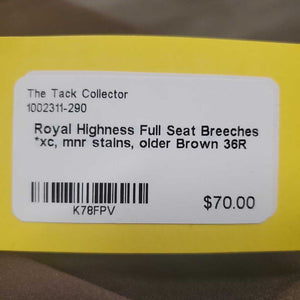 The Tack Collector
1002311-290
Royal Highness Full Seat Breeches
*xc, mnr stains, older Brown 36R
K78FPV
$70.00